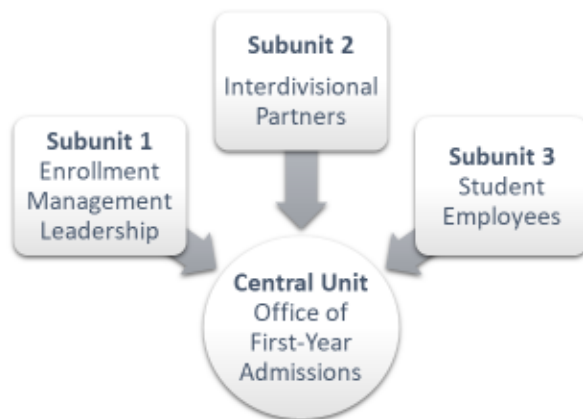 Subunit 2
Interdivisional
Partners
Subunit 1
Enrollment
Management
Leadership
Subunit 3
Student
Employees
Central Unit
Office of
First-Year
Admissions